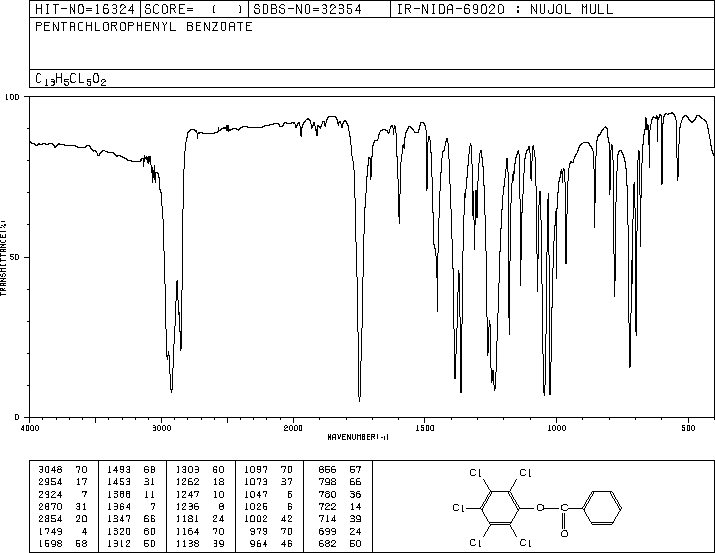 HIT-NO=16324 SCORE= ( ) SDBS-NO=32354 IR-NIDA-69020 : NUJOL MULL
PENTACHLOROPHENYL BENZOATE
C13H5CL5O2
100
50
0
TRANSMITTANCE(%)
4000 3000 2000 1500 1000 500
WAVENUMBER(-1)
3048 70 1493 68 1303 60 1097 70 856 57
2954 17 1453 31 1262 18 1073 37 798 66
2924 7 1388 11 1247 10 1047 6 780 36
2870 31 1364 7 1236 8 1026 6 722 14
2854 20 1347 66 1181 24 1002 42 714 39
1749 4 1320 60 1164 70 979 70 699 24
1598 58 1312 50 1138 39 964 46 682 50
Cl Cl
Cl O C
Cl Cl O